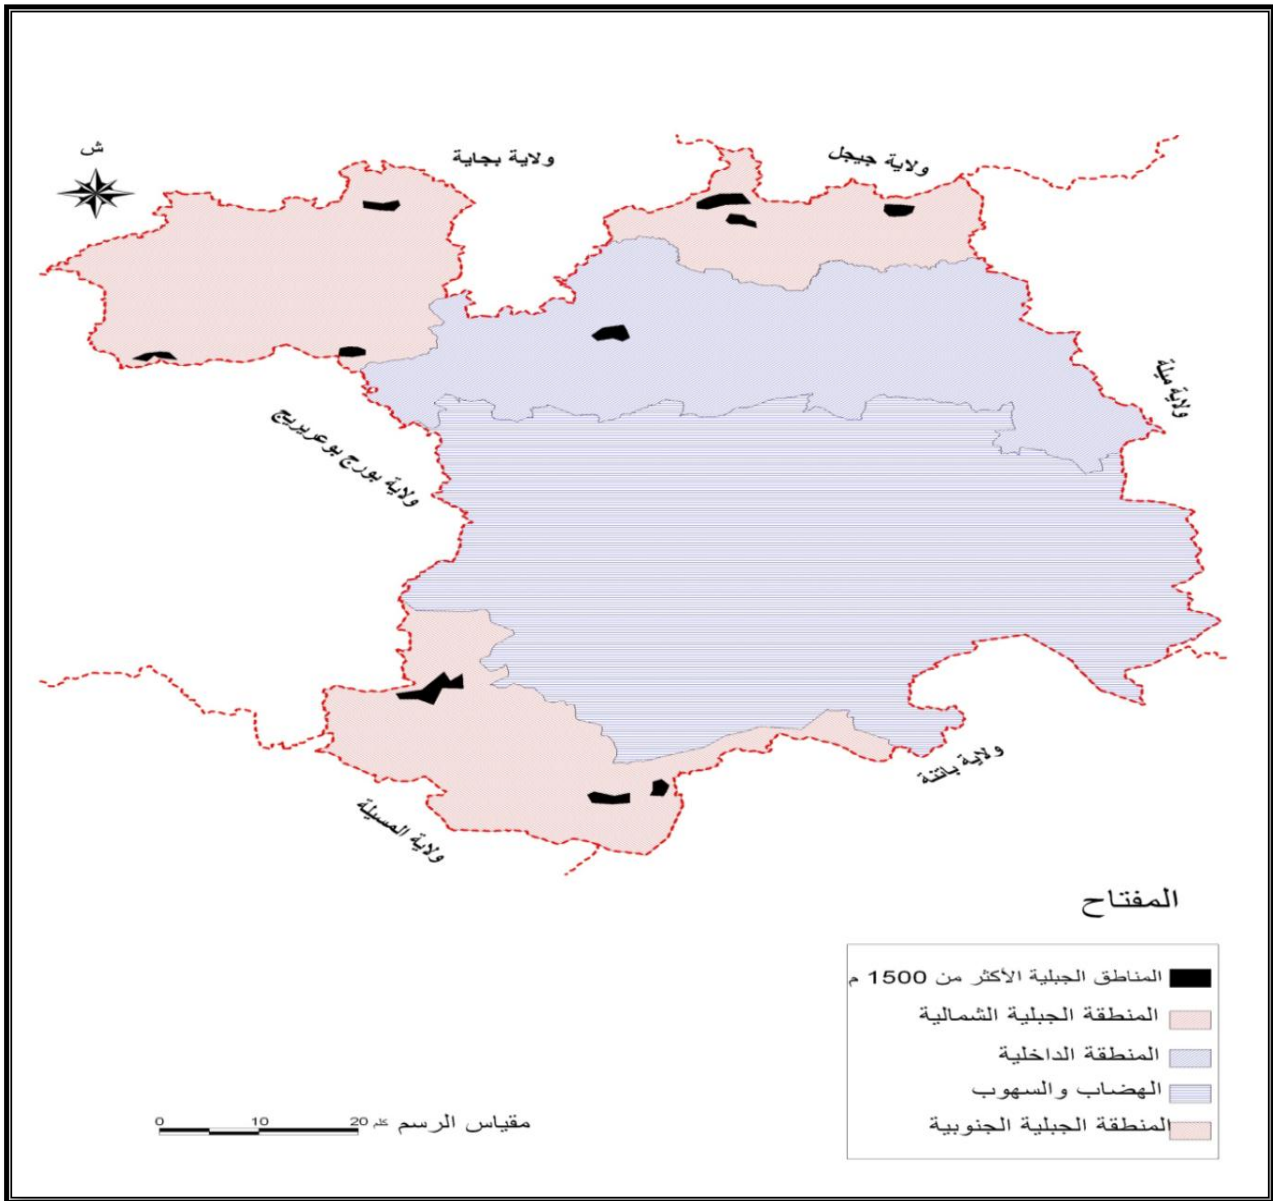 ش
ولاية بجاية
ولاية جيجل
ولاية ميلة
ولاية بورج بوعريريج
ولاية باتنة
ولاية المسيلة
المفتاح
المناطق الجبلية الأكثر من 1500 م
المنطقة الجبلية الشمالية
المنطقة الداخلية
الهضاب والسهوب
المنطقة الجبلية الجنوبية
0 10 20 كلم مقياس الرسم